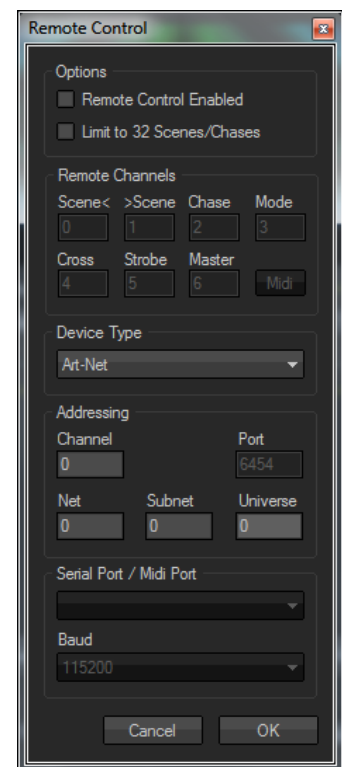 Remote Control
Options
Remote Control Enabled
Limit to 32 Scenes/Chases
Remote Channels
Scene< >Scene Chase Mode
0 1 2 3
Cross Strobe Master
4 5 6 Midi
Device Type
Art-Net
Addressing
Channel Port
0 6454
Net Subnet Universe
0 0 0
Serial Port / Midi Port
Baud
115200
Cancel OK